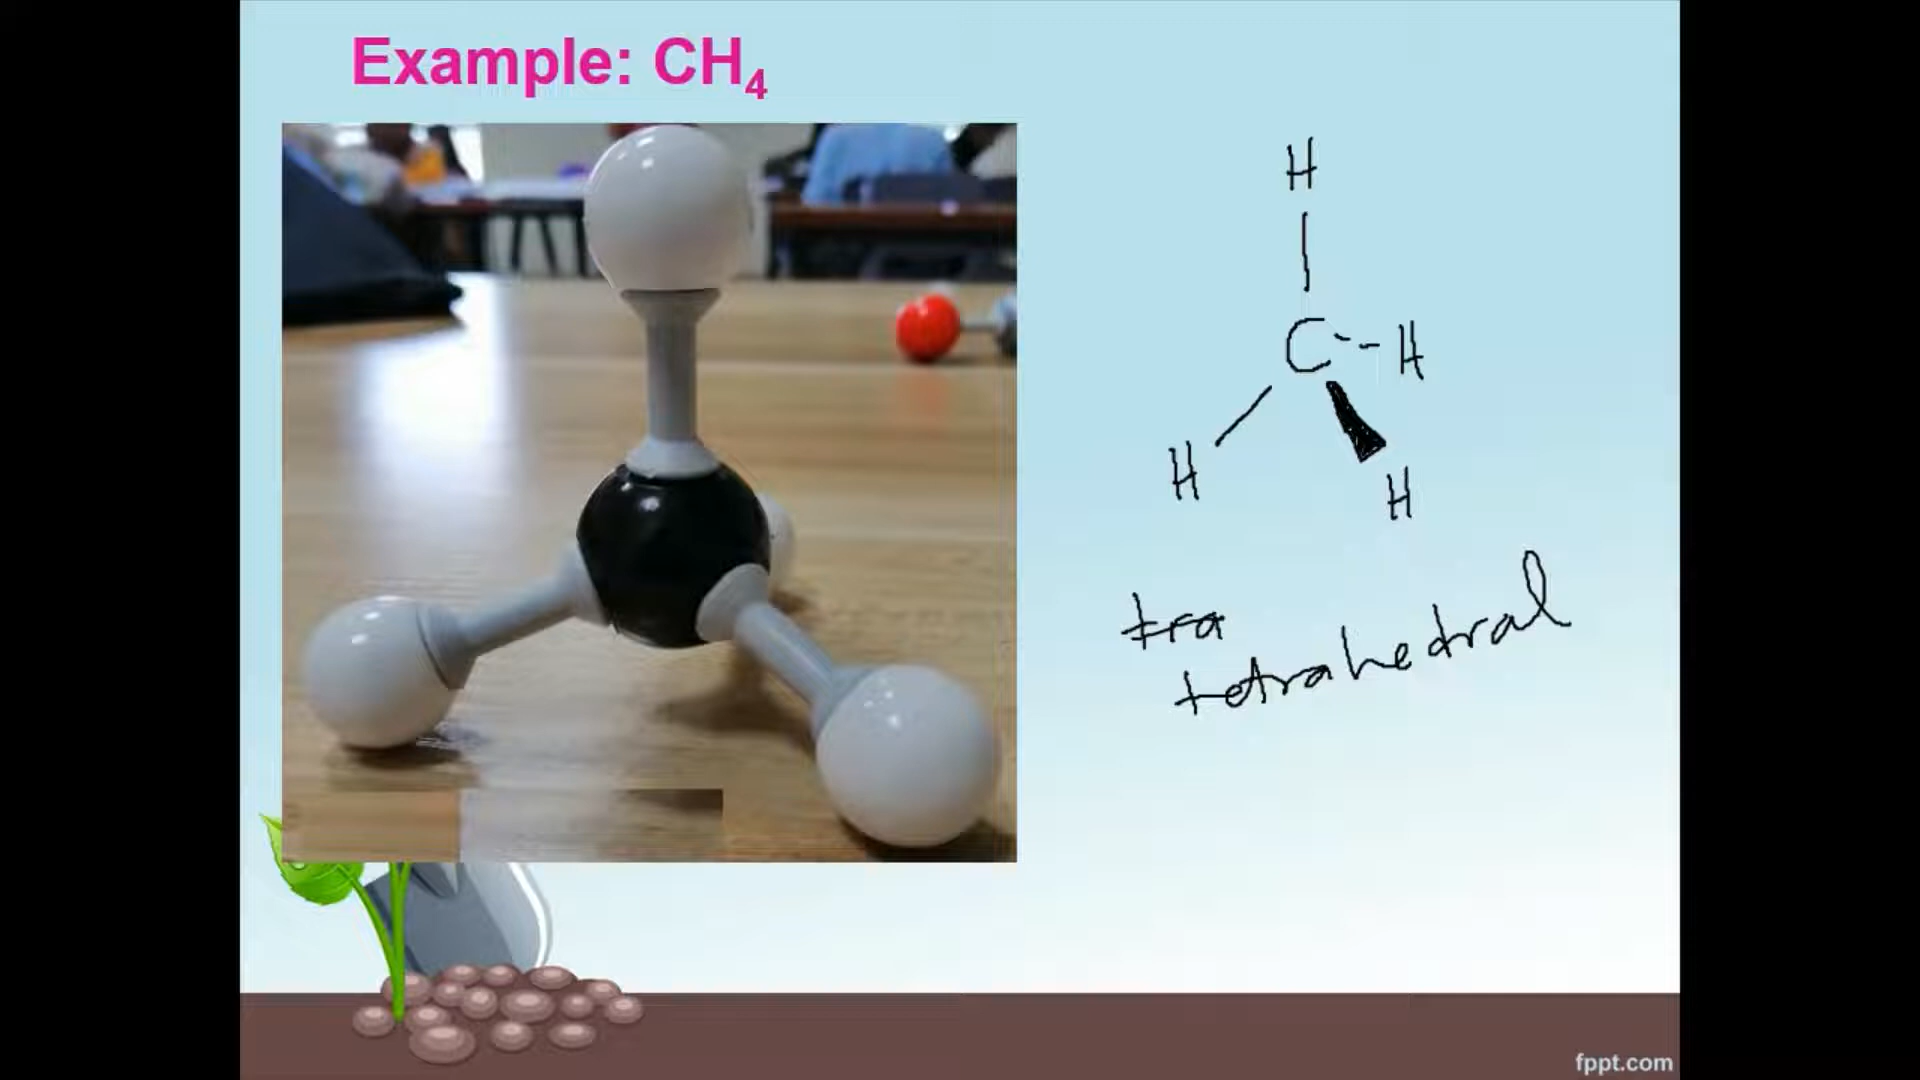 Example: CH₄
H
C H
H
H
tra
tetrahedral
fppt.com